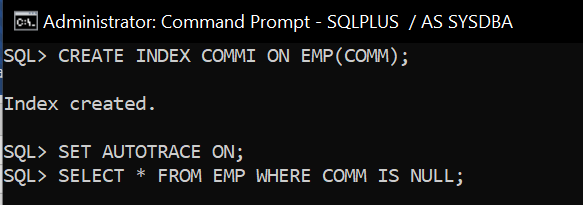 Administrator: Command Prompt - SQLPLUS / AS SYSDBA
SQL> CREATE INDEX COMMI ON EMP(COMM);
Index created.
SQL> SET AUTOTRACE ON;
SQL> SELECT * FROM EMP WHERE COMM IS NULL;